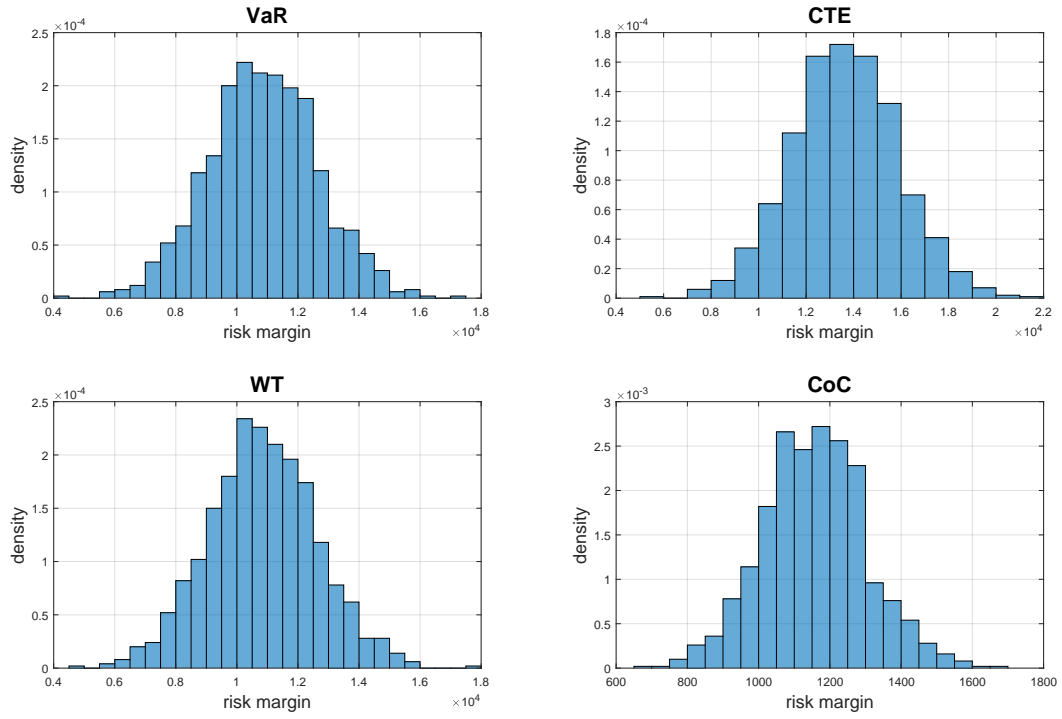 VaR
×10⁻⁴
2.5
2
1.5
1
0.5
0
density
0.4 0.6 0.8 1 1.2 1.4 1.6 1.8
×10⁴
risk margin
CTE
×10⁻⁴
1.8
1.6
1.4
1.2
1
0.8
0.6
0.4
0.2
0
density
0.4 0.6 0.8 1 1.2 1.4 1.6 1.8 2 2.2
×10⁴
risk margin
WT
×10⁻⁴
2.5
2
1.5
1
0.5
0
density
0.4 0.6 0.8 1 1.2 1.4 1.6 1.8
×10⁴
risk margin
CoC
×10⁻³
3
2.5
2
1.5
1
0.5
0
density
600 800 1000 1200 1400 1600 1800
risk margin